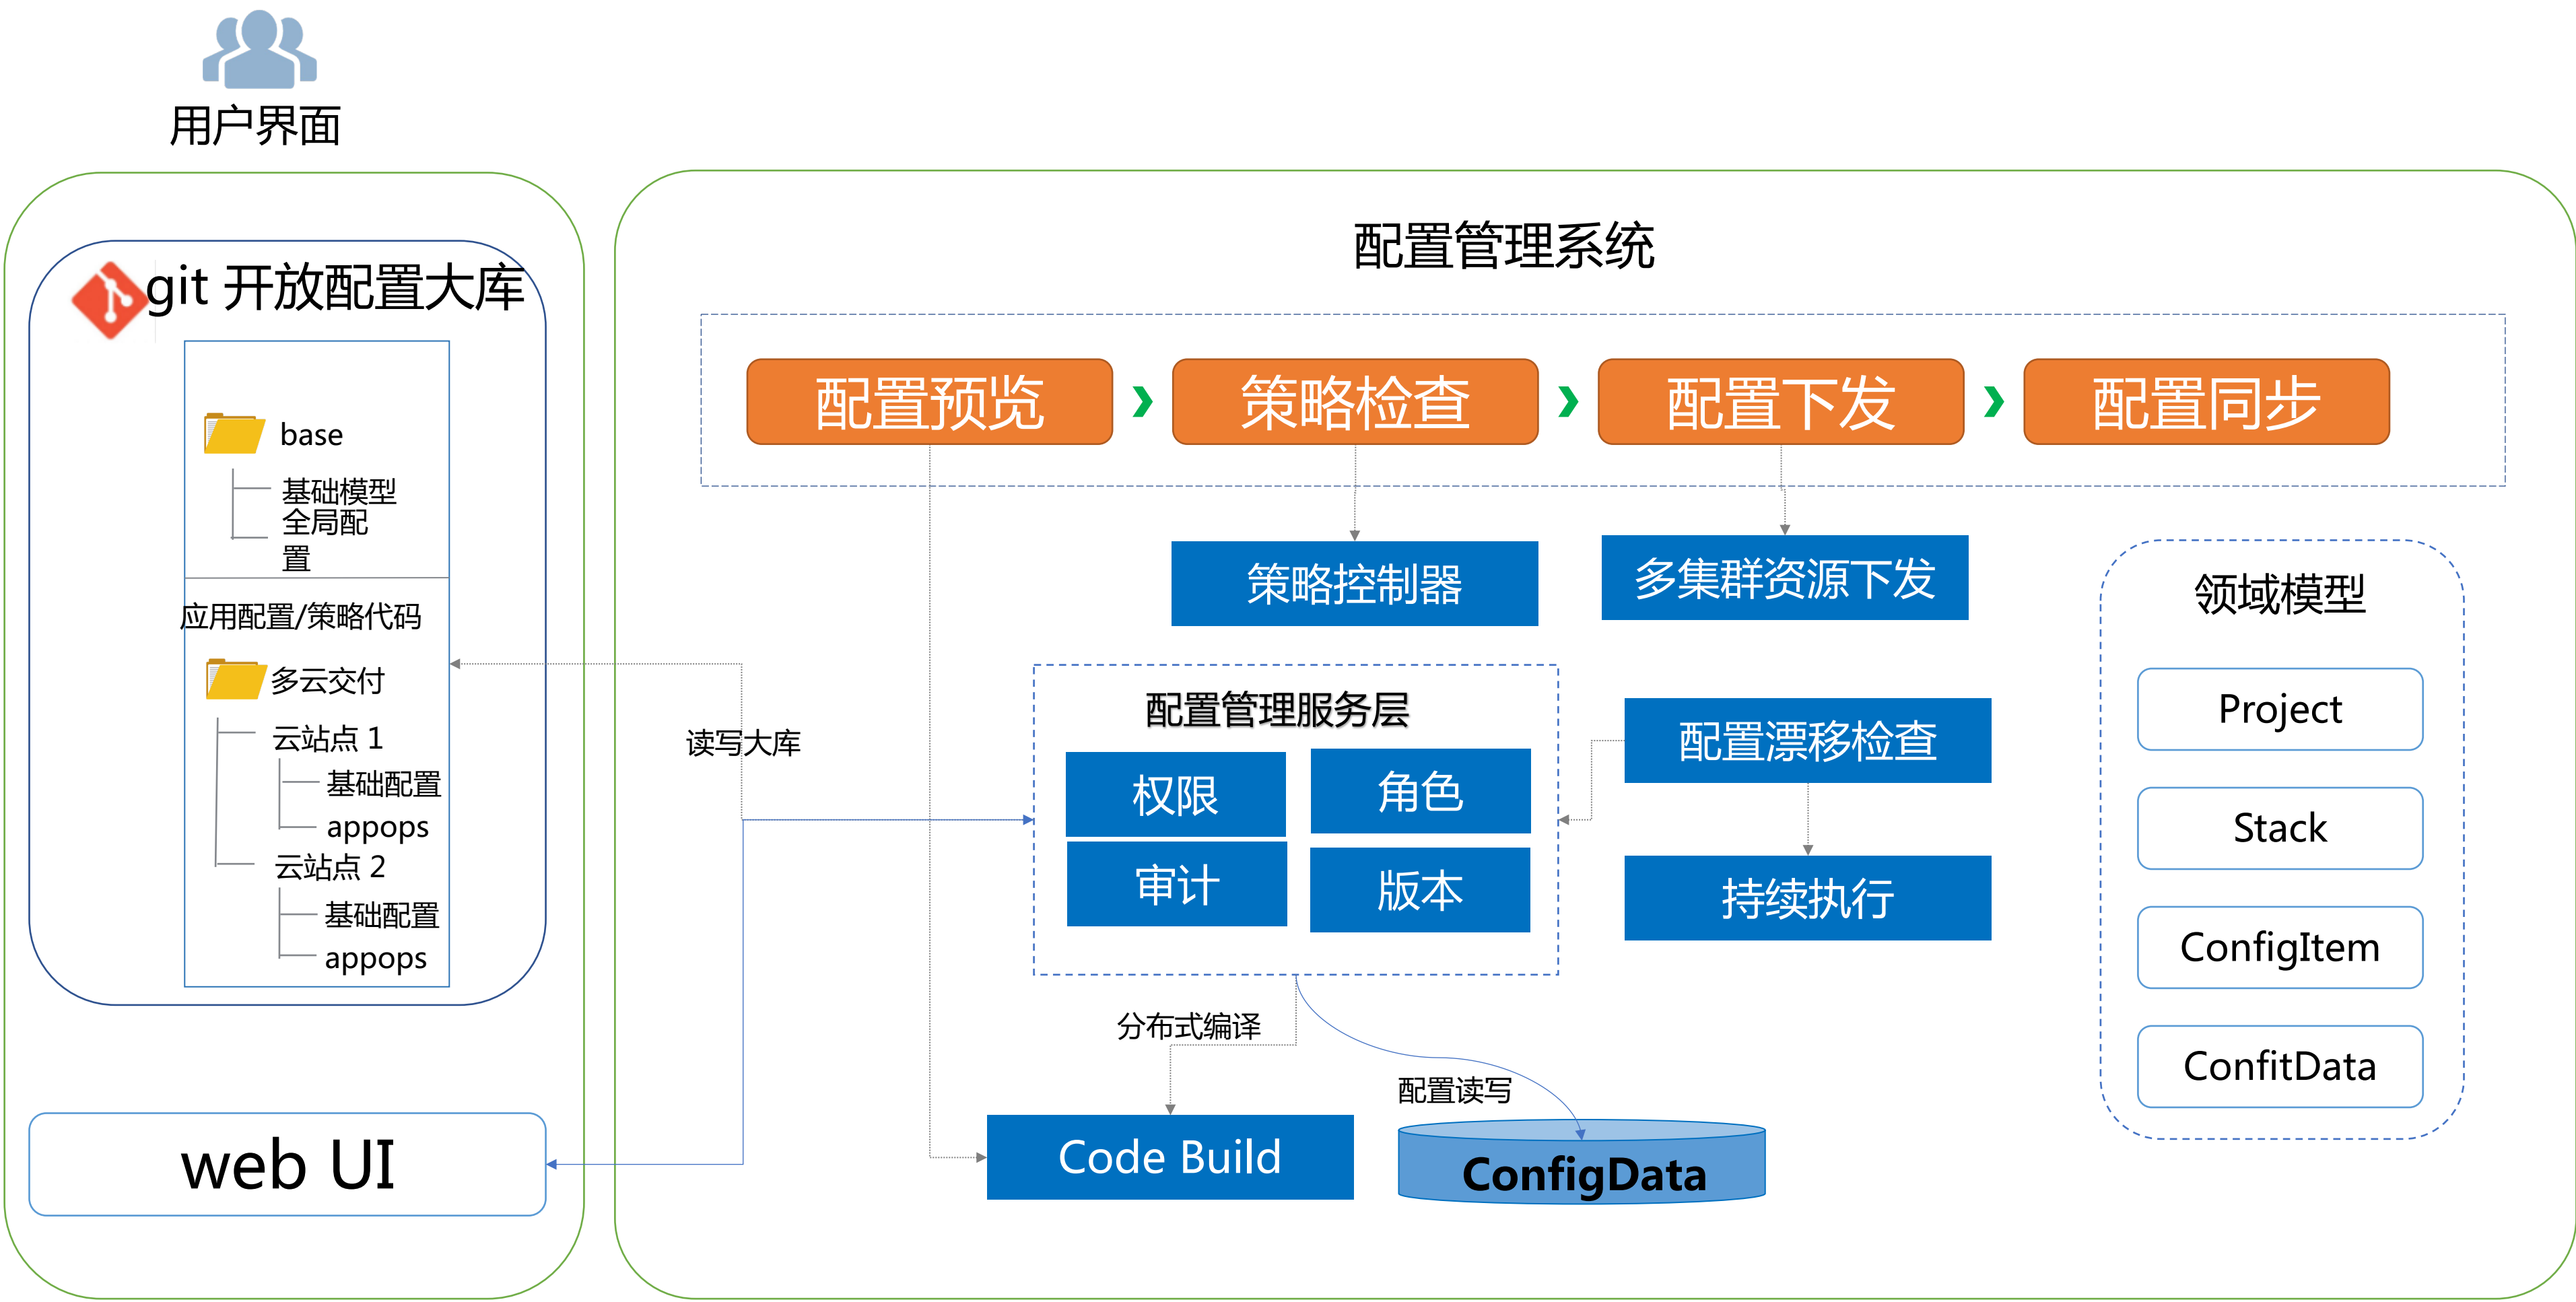 用户界面
git 开放配置大库
base
基础模型
全局配
置
应用配置/策略代码
多云交付
云站点 1
基础配置
appops
云站点 2
基础配置
appops
web UI
配置管理系统
配置预览
策略检查
配置下发
配置同步
策略控制器
多集群资源下发
读写大库
配置管理服务层
权限
角色
审计
版本
配置漂移检查
持续执行
分布式编译
配置读写
Code Build
ConfigData
领域模型
Project
Stack
ConfigItem
ConfitData